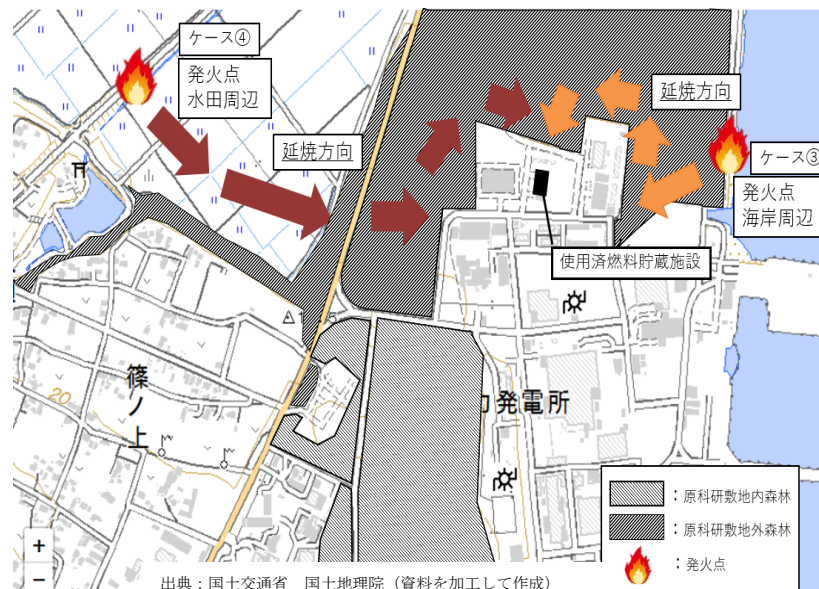 ケース④
発火点
水田周辺
延焼方向
延焼方向
ケース③
発火点
海岸周辺
使用済燃料貯蔵施設
篠ノ上
20
発電所
：原科研敷地内森林
：原科研敷地外森林
：発火点
+
−
出典：国土交通省　国土地理院（資料を加工して作成）